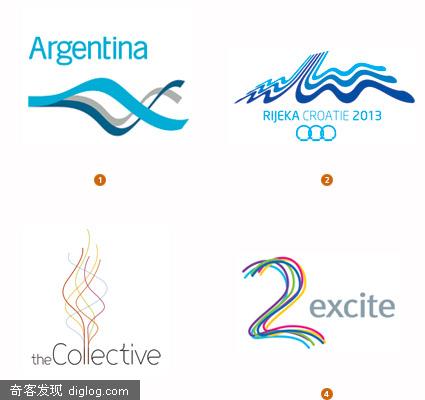 Argentina
RIJEKA CROATIE 2013
1
2
theCollective
2excite
4
奇客发现 diglog.com